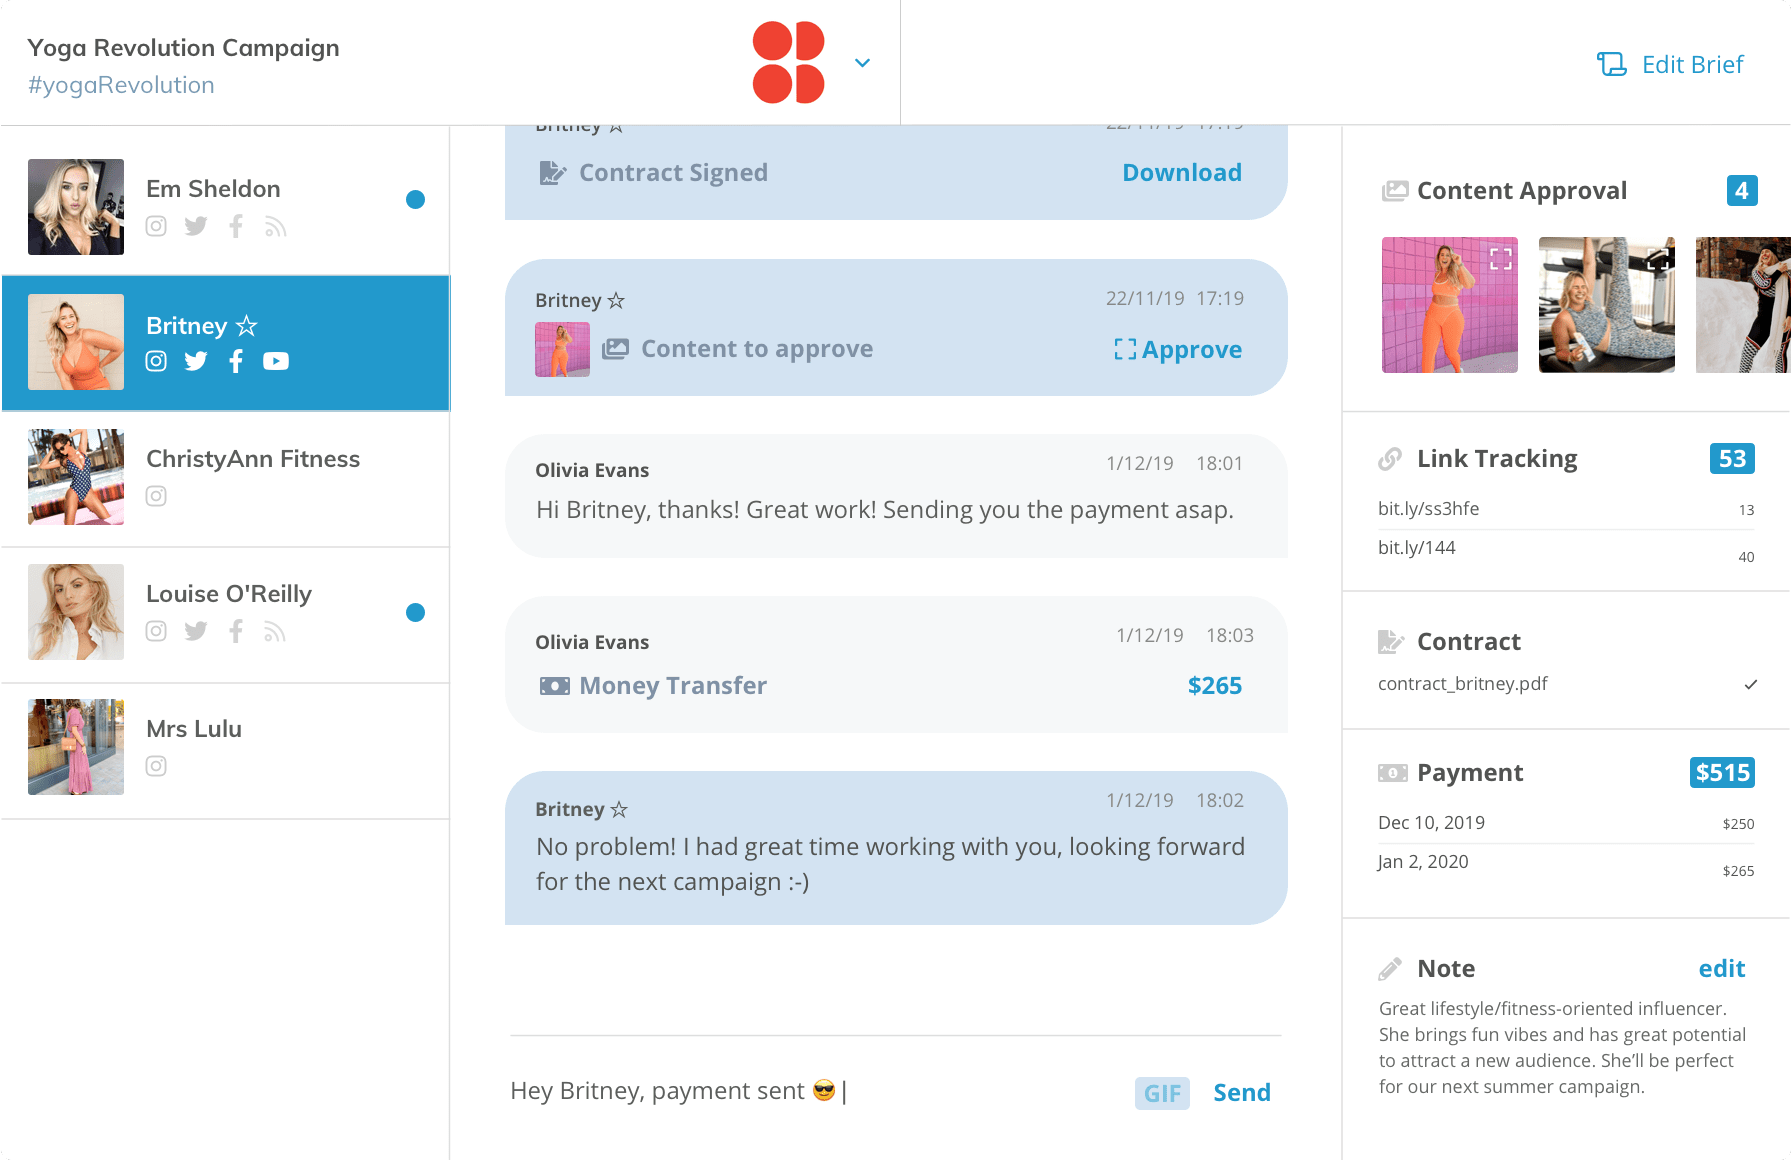 Yoga Revolution Campaign
#yogaRevolution
Edit Brief
Em Sheldon
Britney ☆
ChristyAnn Fitness
Louise O'Reilly
Mrs Lulu
Britney ☆ 22/11/19 17:19
Contract Signed Download
Britney ☆ 22/11/19 17:19
Content to approve Approve
Olivia Evans 1/12/19 18:01
Hi Britney, thanks! Great work! Sending you the payment asap.
Olivia Evans 1/12/19 18:03
Money Transfer $265
Britney ☆ 1/12/19 18:02
No problem! I had great time working with you, looking forward
for the next campaign :-)
Hey Britney, payment sent 😎|
GIF Send
Content Approval 4
Link Tracking 53
bit.ly/ss3hfe 13
bit.ly/144 40
Contract
contract_britney.pdf
Payment $515
Dec 10, 2019 $250
Jan 2, 2020 $265
Note edit
Great lifestyle/fitness-oriented influencer.
She brings fun vibes and has great potential
to attract a new audience. She’ll be perfect
for our next summer campaign.